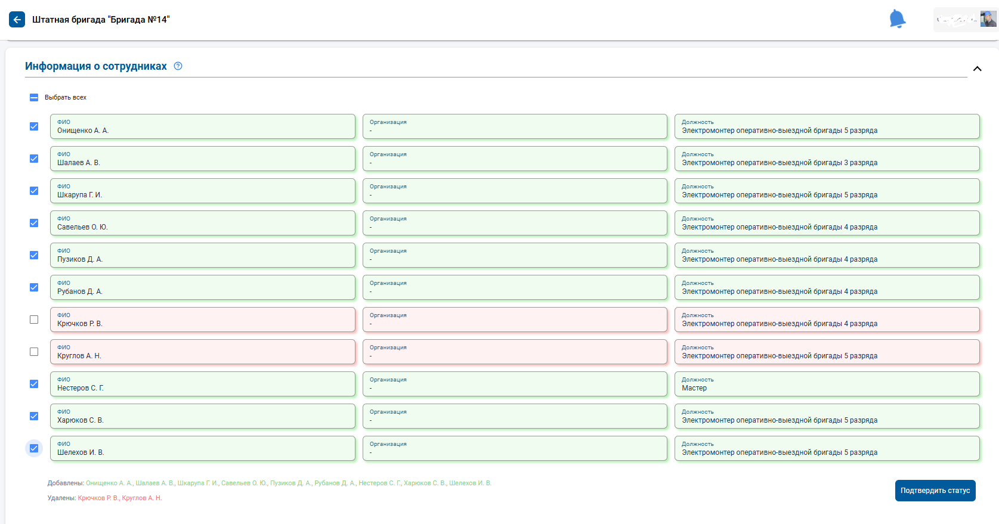 Штатная бригада "Бригада №14"
Информация о сотрудниках
Выбрать всех
ФИО Организация Должность
Онищенко А. А. - Электромонтер оперативно-выездной бригады 5 разряда
ФИО Организация Должность
Шалаев А. В. - Электромонтер оперативно-выездной бригады 3 разряда
ФИО Организация Должность
Шкарупа Г. И. - Электромонтер оперативно-выездной бригады 5 разряда
ФИО Организация Должность
Савельев О. Ю. - Электромонтер оперативно-выездной бригады 4 разряда
ФИО Организация Должность
Пузиков Д. А. - Электромонтер оперативно-выездной бригады 4 разряда
ФИО Организация Должность
Рубанов Д. А. - Электромонтер оперативно-выездной бригады 4 разряда
ФИО Организация Должность
Крючков Р. В. - Электромонтер оперативно-выездной бригады 4 разряда
ФИО Организация Должность
Круглов А. Н. - Электромонтер оперативно-выездной бригады 5 разряда
ФИО Организация Должность
Нестеров С. Г. - Мастер
ФИО Организация Должность
Харюков С. В. - Электромонтер оперативно-выездной бригады 5 разряда
ФИО Организация Должность
Шелехов И. В. - Электромонтер оперативно-выездной бригады 5 разряда
Добавлены: Онищенко А. А., Шалаев А. В., Шкарупа Г. И., Савельев О. Ю., Пузиков Д. А., Рубанов Д. А., Нестеров С. Г., Харюков С. В., Шелехов И. В.
Удалены: Крючков Р. В., Круглов А. Н.
Подтвердить статус